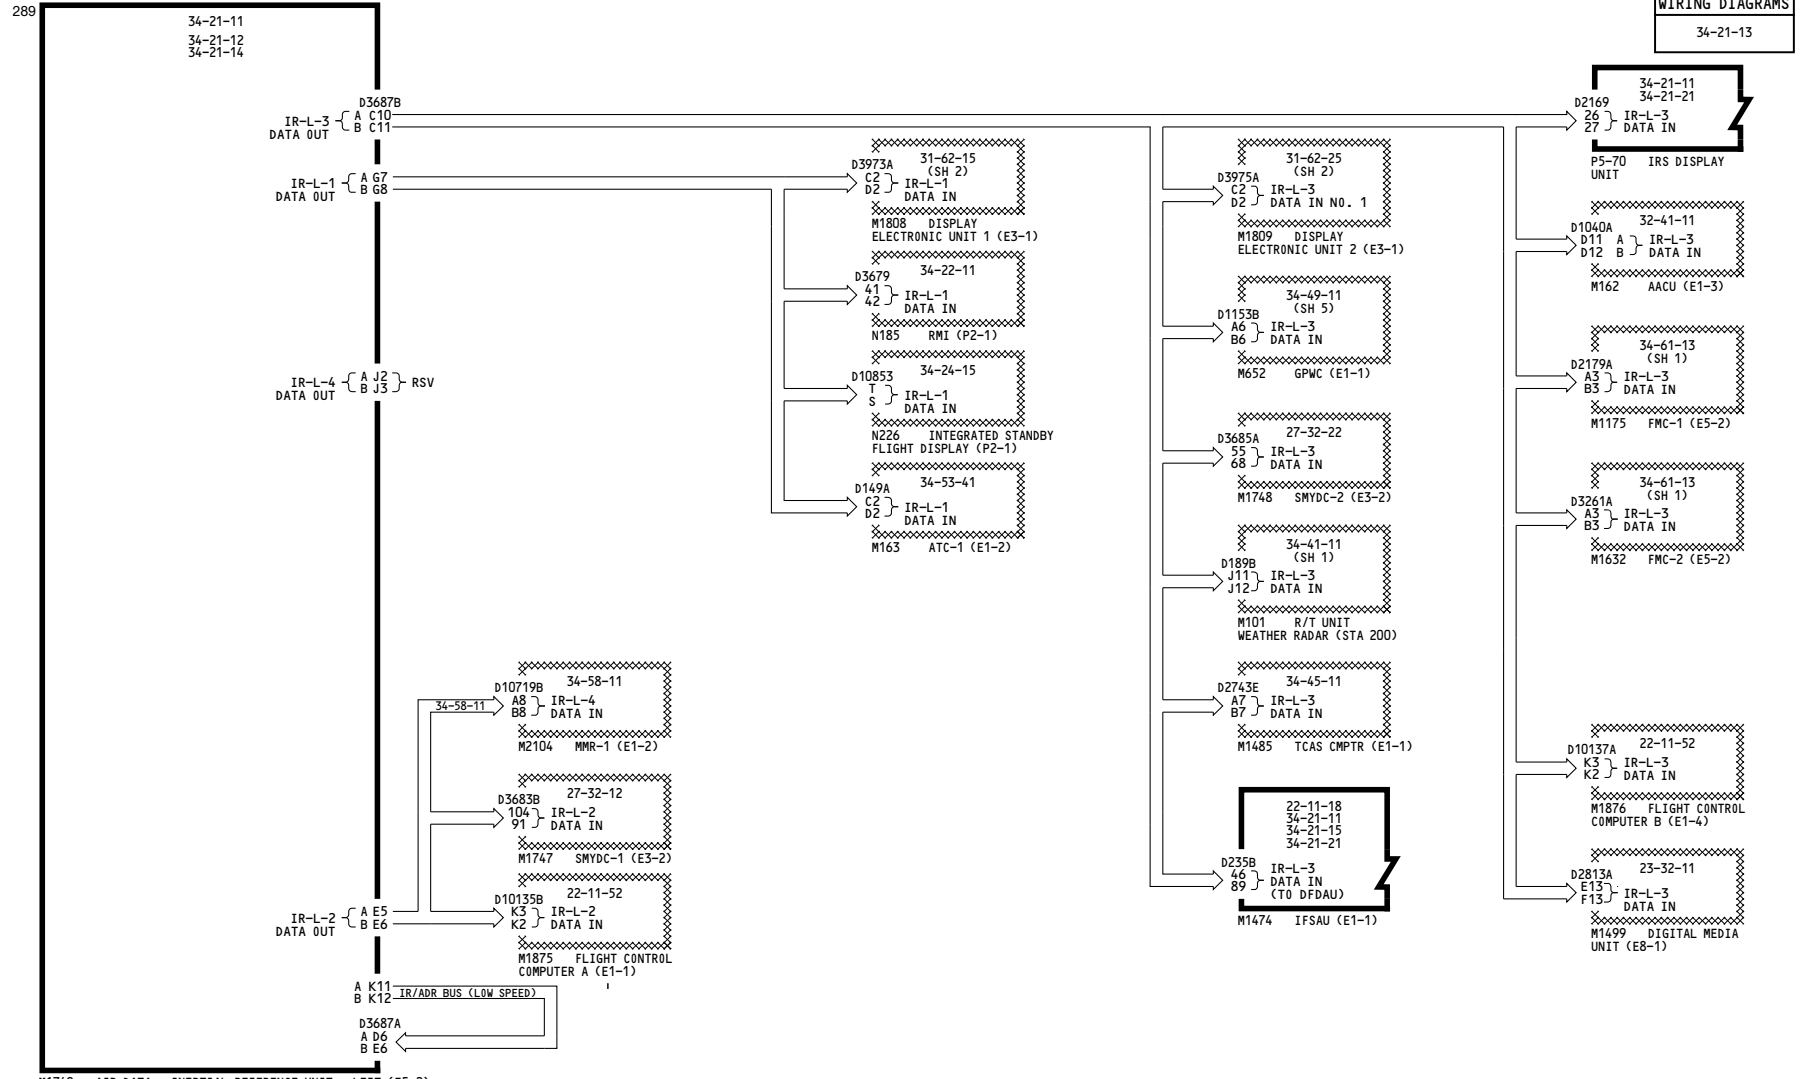 289
34-21-11
34-21-12
34-21-14
WIRING DIAGRAMS
34-21-13
D3687B
IR-L-3
DATA OUT
A C10
B C11
IR-L-1
DATA OUT
A G7
B G8
IR-L-4
DATA OUT
A J2
B J3
RSV
IR-L-2
DATA OUT
A E5
B E6
A K11
B K12
IR/ADR BUS (LOW SPEED)
D3687A
A D6
B E6
34-58-11
D10719B
A8
B8
34-58-11
IR-L-4
DATA IN
M2104 MMR-1 (E1-2)
D3683B
104
91
27-32-12
IR-L-2
DATA IN
M1747 SMYDC-1 (E3-2)
D10135B
K3
K2
22-11-52
IR-L-2
DATA IN
M1875 FLIGHT CONTROL
COMPUTER A (E1-1)
D3973A
C2
D2
31-62-15
(SH 2)
IR-L-1
DATA IN
M1808 DISPLAY
ELECTRONIC UNIT 1 (E3-1)
D3679
41
42
34-22-11
IR-L-1
DATA IN
N185 RMI (P2-1)
D10853
T
S
34-24-15
IR-L-1
DATA IN
N226 INTEGRATED STANDBY
FLIGHT DISPLAY (P2-1)
D149A
C2
D2
34-53-41
IR-L-1
DATA IN
M163 ATC-1 (E1-2)
D3975A
C2
D2
31-62-25
(SH 2)
IR-L-3
DATA IN NO. 1
M1809 DISPLAY
ELECTRONIC UNIT 2 (E3-1)
D1153B
A6
B6
34-49-11
(SH 5)
IR-L-3
DATA IN
M652 GPWC (E1-1)
D3685A
55
68
27-32-22
IR-L-3
DATA IN
M1748 SMYDC-2 (E3-2)
D189B
J11
J12
34-41-11
(SH 1)
IR-L-3
DATA IN
M101 R/T UNIT
WEATHER RADAR (STA 200)
D2743E
A7
B7
34-45-11
IR-L-3
DATA IN
M1485 TCAS CMPTR (E1-1)
D235B
46
89
22-11-18
34-21-11
34-21-15
34-21-21
IR-L-3
DATA IN
(TO DFDAU)
M1474 IFSAU (E1-1)
D2169
26
27
34-21-11
34-21-21
IR-L-3
DATA IN
P5-70 IRS DISPLAY
UNIT
D1040A
D11 A
D12 B
32-41-11
IR-L-3
DATA IN
M162 AACU (E1-3)
D2179A
A3
B3
34-61-13
(SH 1)
IR-L-3
DATA IN
M1175 FMC-1 (E5-2)
D3261A
A3
B3
34-61-13
(SH 1)
IR-L-3
DATA IN
M1632 FMC-2 (E5-2)
D10137A
K3
K2
22-11-52
IR-L-3
DATA IN
M1876 FLIGHT CONTROL
COMPUTER B (E1-4)
D2813A
E13
F13
23-32-11
IR-L-3
DATA IN
M1499 DIGITAL MEDIA
UNIT (E8-1)